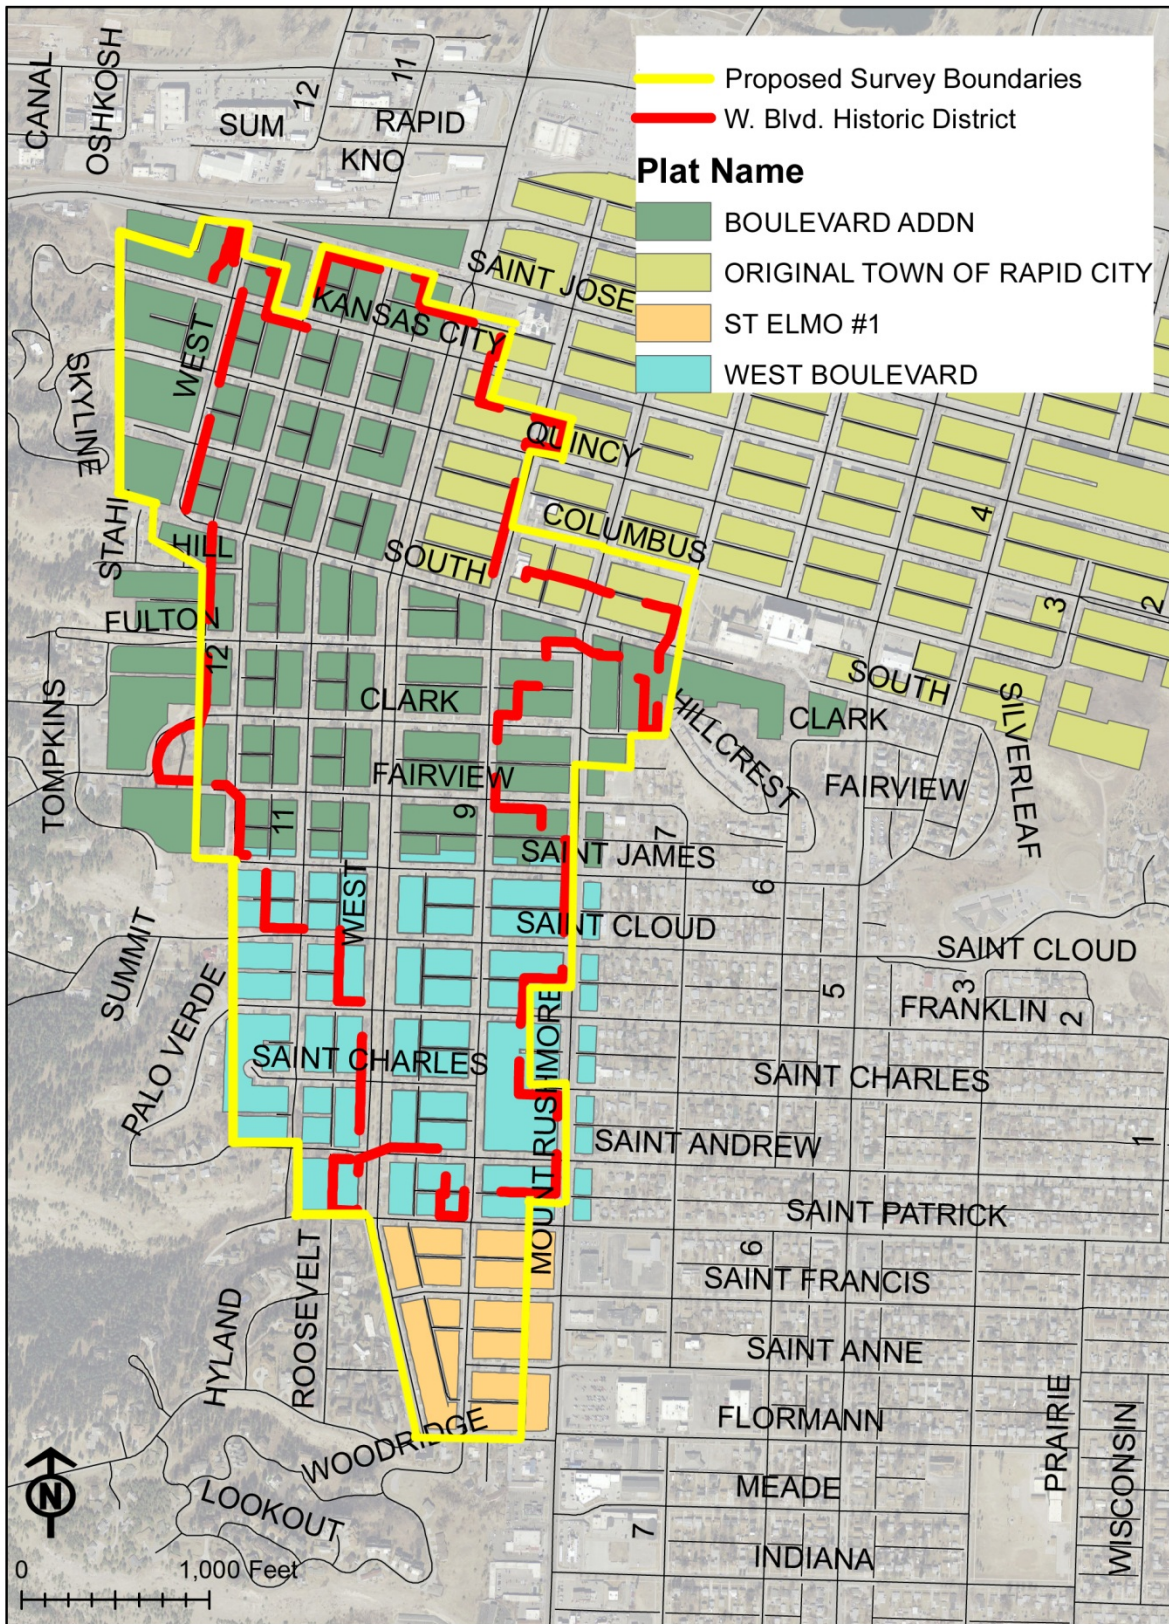 CANAL
OSHKOSH
12
11
SUM
RAPID
KNO
Proposed Survey Boundaries
W. Blvd. Historic District
Plat Name
BOULEVARD ADDN
ORIGINAL TOWN OF RAPID CITY
ST ELMO #1
WEST BOULEVARD
SAINT JOSE
KANSAS CITY
WEST
SKYLINE
QUINCY
STAHI
HILL
COLUMBUS
4
SOUTH
FULTON
3
2
12
CLARK
SOUTH
SILVERLEAF
TOMPKINS
HILLCREST
CLARK
FAIRVIEW
FAIRVIEW
11
9
7
SAINT JAMES
6
WEST
SAINT CLOUD
SAINT CLOUD
SUMMIT
PALO VERDE
5
3
FRANKLIN
2
MOUNT RUSHMORE
SAINT CHARLES
SAINT CHARLES
SAINT ANDREW
1
SAINT PATRICK
6
SAINT FRANCIS
HYLAND
ROOSEVELT
SAINT ANNE
FLORMANN
PRAIRIE
WISCONSIN
WOODRIDGE
MEADE
N
LOOKOUT
7
INDIANA
0 1,000 Feet